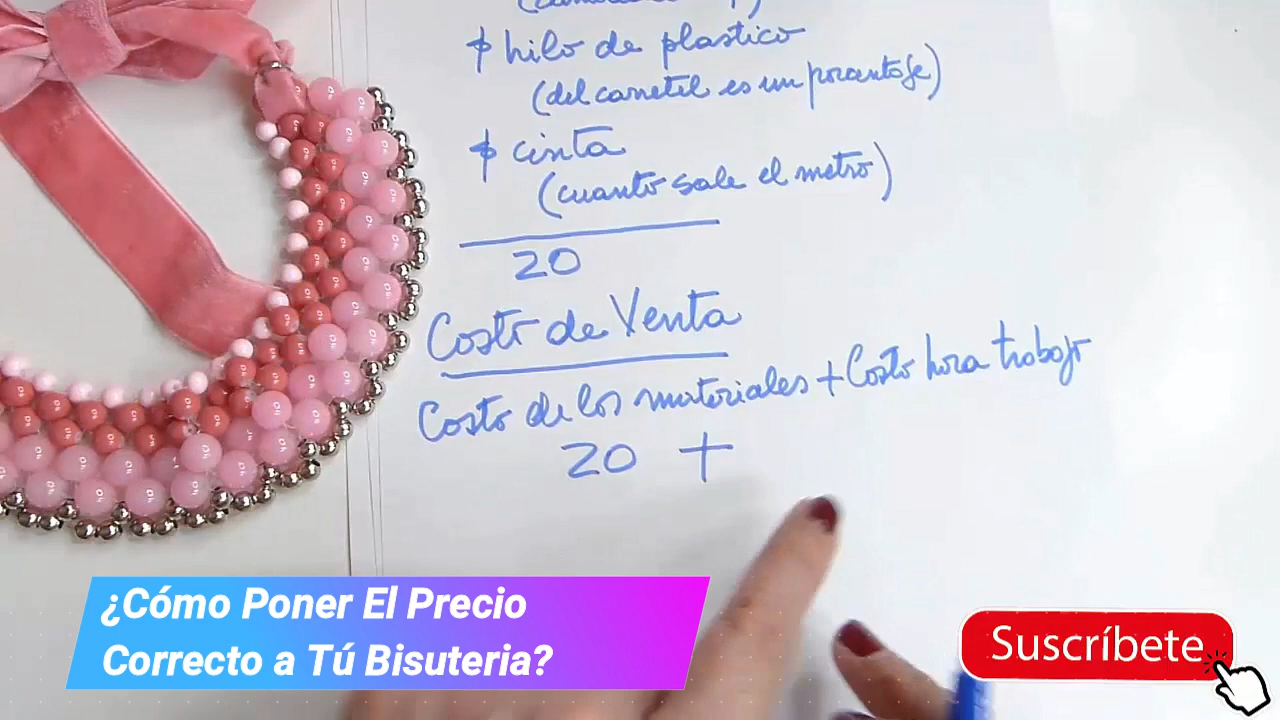 hilo de plastico
(del carretel es un porcentaje)
cinta
(cuanto sale el metro)
20
Costo de Venta
Costo de los materiales + Costo hora trabajo
20 +
¿Cómo Poner El Precio
Correcto a Tú Bisuteria?
Suscríbete